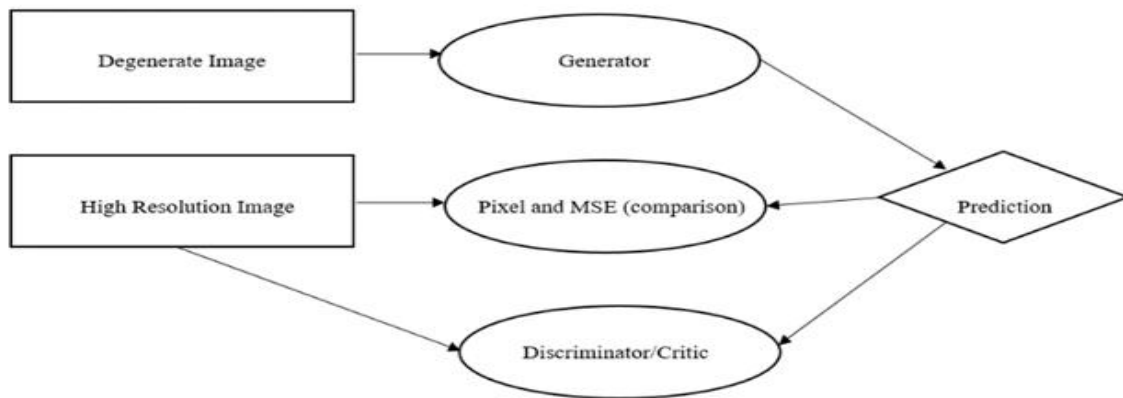 Degenerate Image
Generator
High Resolution Image
Pixel and MSE (comparison)
Prediction
Discriminator/Critic